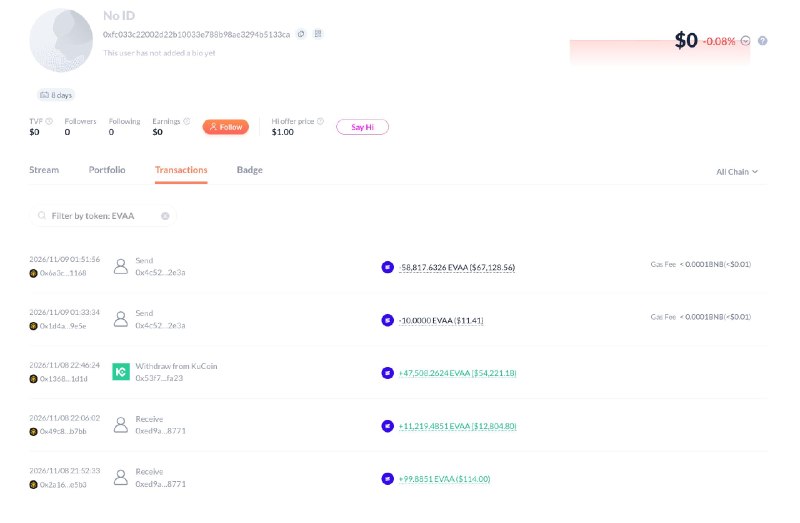 No ID
0xfc033c22002d22b10033e788b98ae3294b5133ca
This user has not added a bio yet
$0 -0.08%
8 days
TVF Followers Following Earnings
$0 0 0 $0
Follow
Hi offer price
$1.00
Say Hi
Stream Portfolio Transactions Badge All Chain
Filter by token: EVAA
2026/11/09 01:51:56 Send
0x6e3c...1168 0x4c52...2e3a -58,817.6326 EVAA ($67,128.56) Gas Fee < 0.0001BNB(<$0.01)
2026/11/09 01:33:34 Send
0x1d4a...9e5e 0x4c52...2e3a -10.0000 EVAA ($11.41) Gas Fee < 0.0001BNB(<$0.01)
2026/11/08 22:46:24 Withdraw from KuCoin
0x1368...1d1d 0x53f7...fa23 +47,508.2624 EVAA ($54,221.18)
2026/11/08 22:06:02 Receive
0x49c8...b7bb 0xed9a...8771 +11,219.4851 EVAA ($12,804.80)
2026/11/08 21:52:33 Receive
0x2a16...e5b3 0xed9a...8771 +99.8851 EVAA ($114.00)